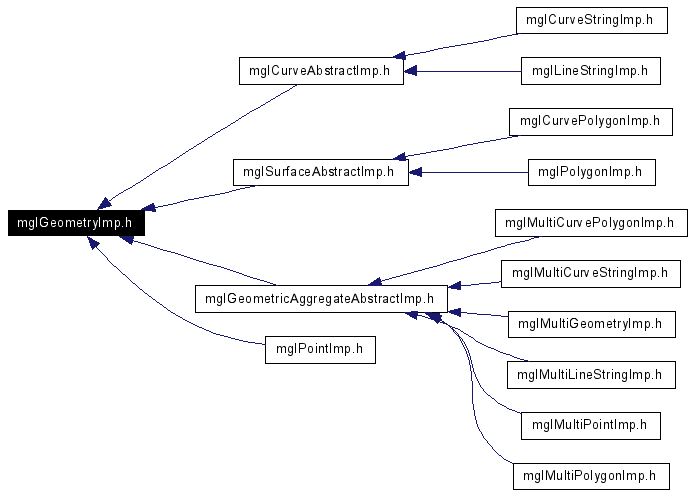 mglCurveStringImp.h
mglCurveAbstractImp.h
mglLineStringImp.h
mglCurvePolygonImp.h
mglSurfaceAbstractImp.h
mglPolygonImp.h
mglGeometryImp.h
mglMultiCurvePolygonImp.h
mglMultiCurveStringImp.h
mglGeometricAggregateAbstractImp.h
mglMultiGeometryImp.h
mglPointImp.h
mglMultiLineStringImp.h
mglMultiPointImp.h
mglMultiPolygonImp.h